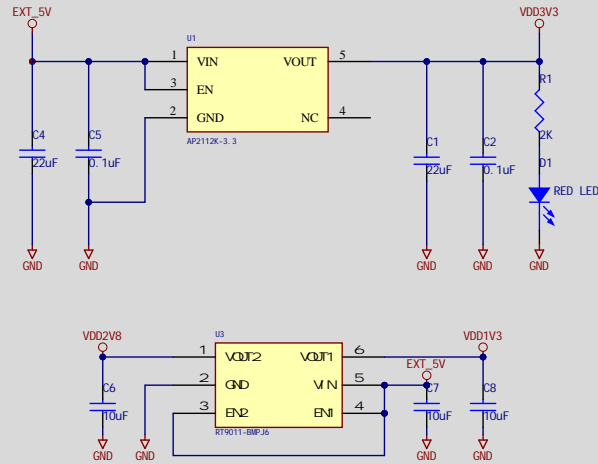 EXT_5V
VDD3V3
U1
1 VIN VOUT 5
3 EN
2 GND NC 4
AP2112K-3.3
R1
2K
C4
22uF
C5
0.1uF
C1
22uF
C2
0.1uF
D1
RED LED
GND
GND
GND
GND
GND
U3
VDD2V8
VDD1V3
1 VOUT2 VOUT1 6
EXT_5V
2 GND VIN 5
3 EN2 EN1 4
RT9011-BMPJ6
C6
10uF
C7
10uF
C8
10uF
GND
GND
GND
GND